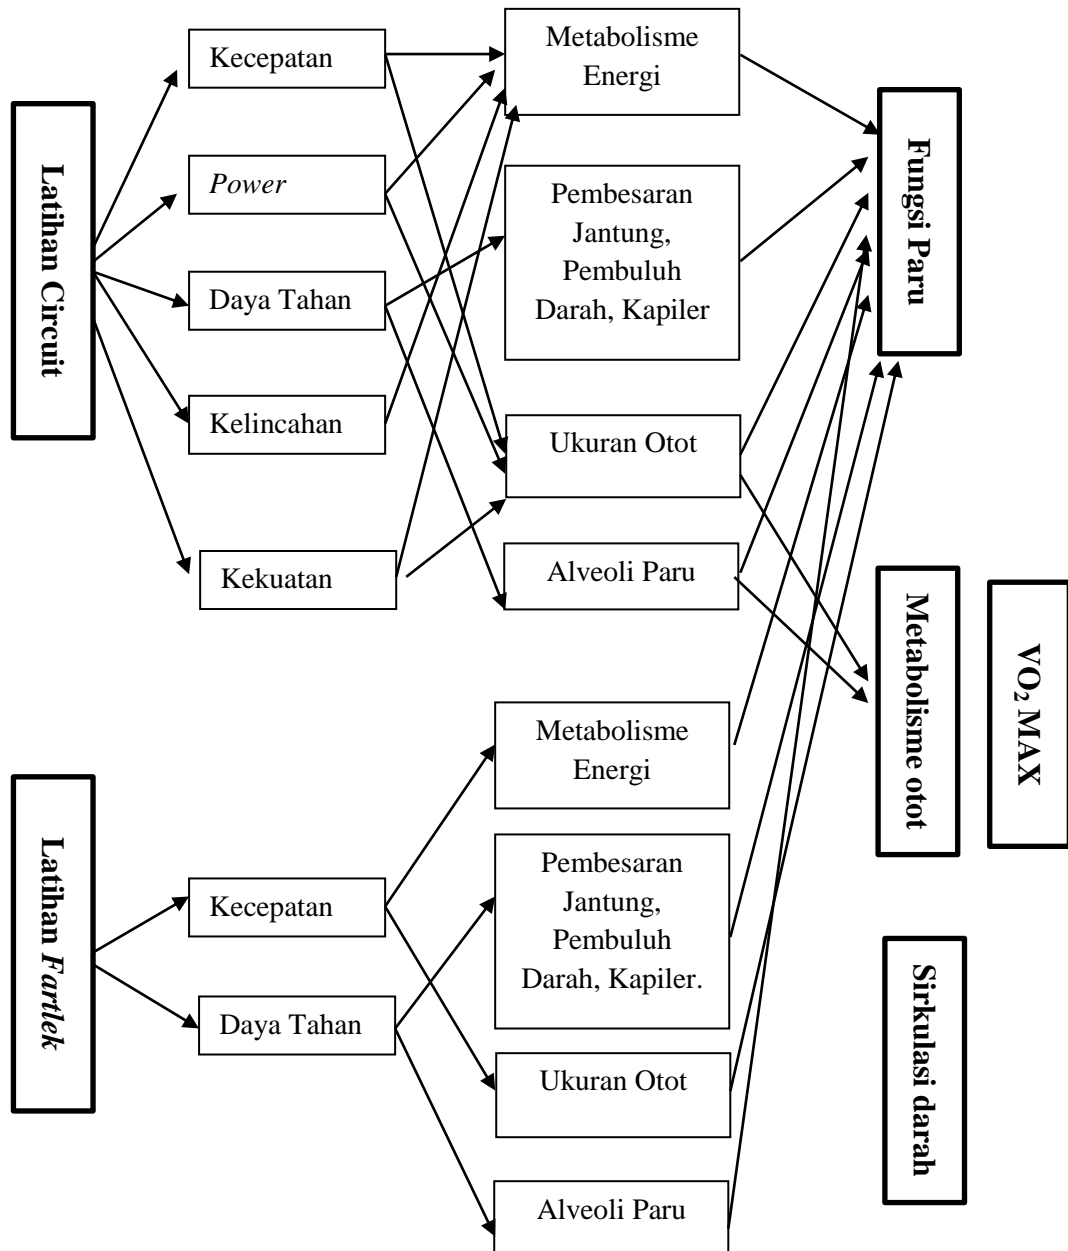 Latihan Circuit
Kecepatan
Power
Daya Tahan
Kelincahan
Kekuatan
Metabolisme
Energi
Pembesaran
Jantung,
Pembuluh
Darah, Kapiler
Ukuran Otot
Alveoli Paru
Fungsi Paru
Metabolisme otot
VO₂ MAX
Latihan Fartlek
Kecepatan
Daya Tahan
Metabolisme
Energi
Pembesaran
Jantung,
Pembuluh
Darah, Kapiler.
Ukuran Otot
Alveoli Paru
Sirkulasi darah